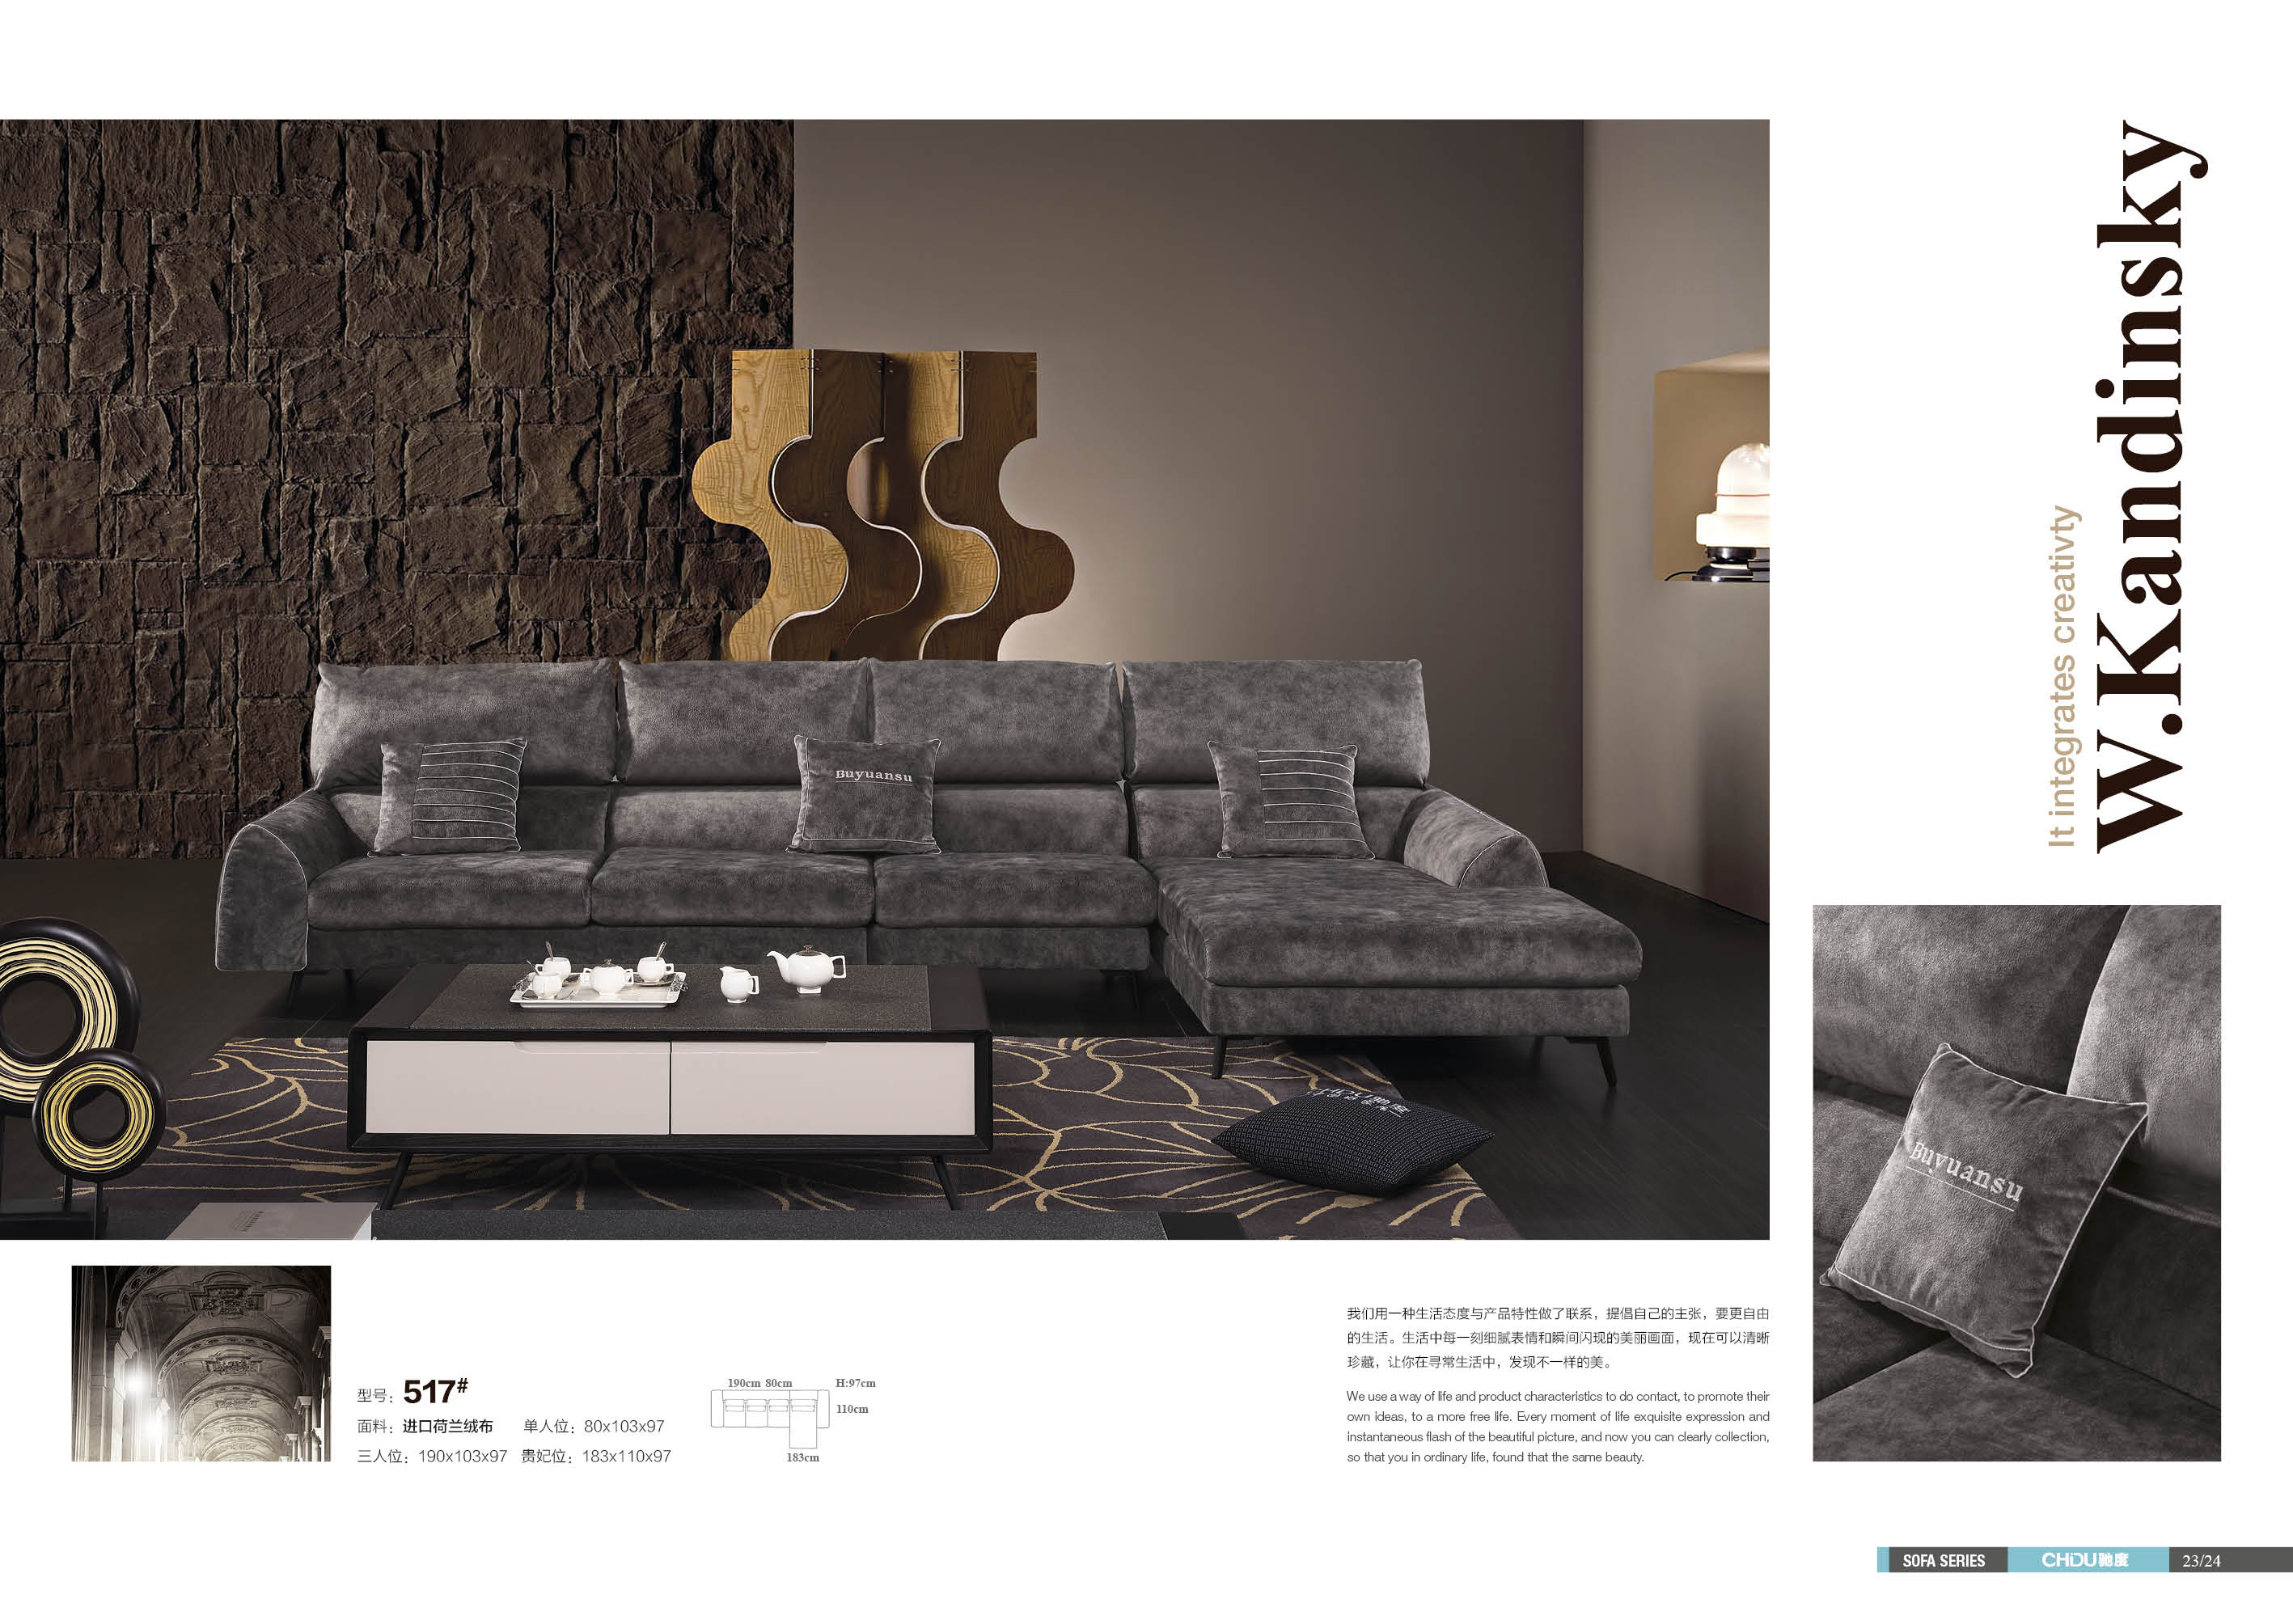 W.Kandinsky
It integrates creativty
Buyuansu
Buyuansu
型号：517#
面料：进口荷兰绒布 单人位：80x103x97
三人位：190x103x97 贵妃位：183x110x97
190cm 80cm H:97cm
110cm
183cm
我们用一种生活态度与产品特性做了联系，提倡自己的主张，要更自由
的生活。生活中每一刻细腻表情和瞬间闪现的美丽画面，现在可以清晰
珍藏，让你在寻常生活中，发现不一样的美。
We use a way of life and product characteristics to do contact, to promote their
own ideas, to a more free life. Every moment of life exquisite expression and
instantaneous flash of the beautiful picture, and now you can clearly collection,
so that you in ordinary life, found that the same beauty.
SOFA SERIES CHiDU驰度 23/24